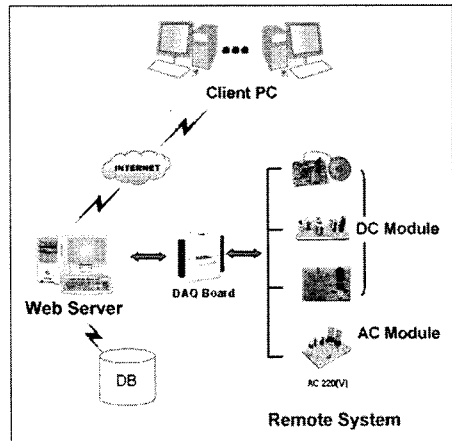 Client PC
INTERNET
DC Module
DAQ Board
Web Server
AC Module
DB
AC 220(V)
Remote System